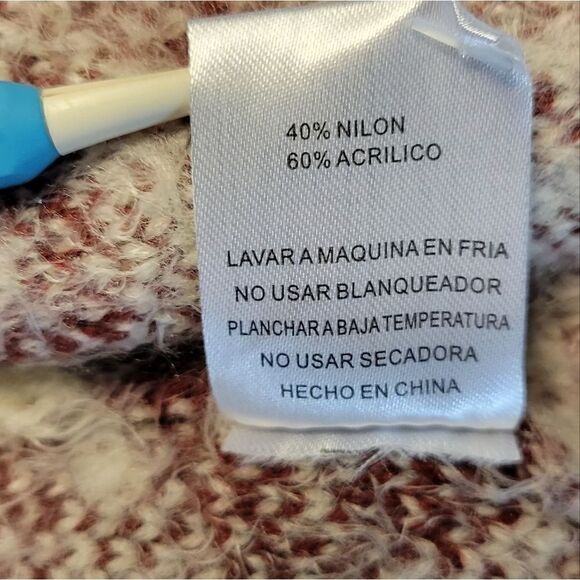 40% NILON
60% ACRILICO
LAVAR A MAQUINA EN FRIA
NO USAR BLANQUEADOR
PLANCHAR A BAJA TEMPERATURA
NO USAR SECADORA
HECHO EN CHINA